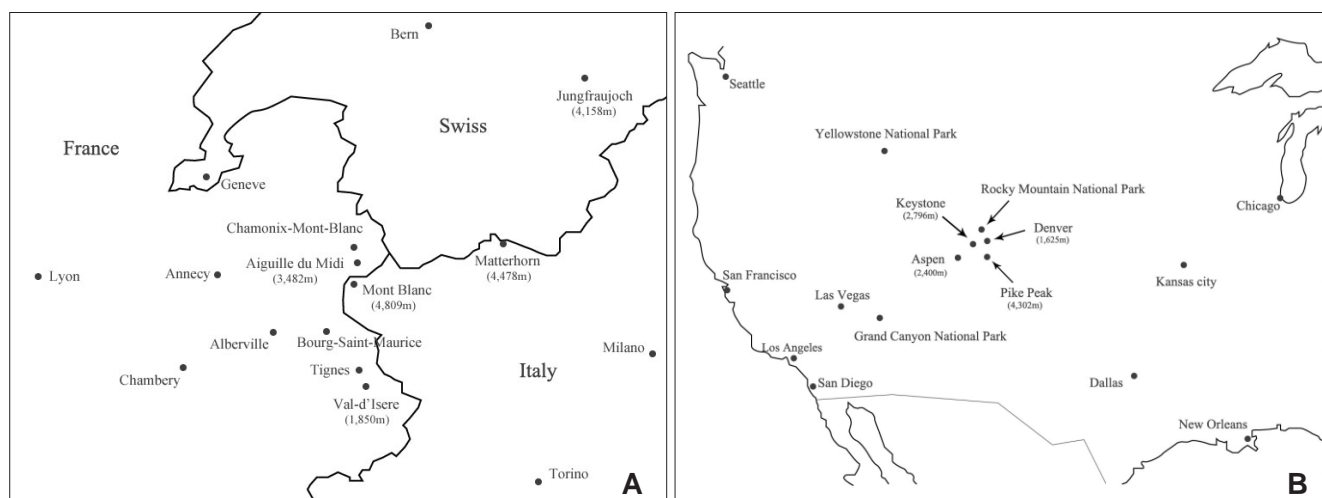 Bern
Jungfraujoch
(4,158m)
Swiss
France
Geneve
Chamonix-Mont-Blanc
Aiguille du Midi
(3,482m)
Matterhorn
(4,478m)
Lyon
Annecy
Mont Blanc
(4,809m)
Alberville
Bourg-Saint-Maurice
Milano
Chambery
Tignes
Italy
Val-d'Isere
(1,850m)
Torino
A
Seattle
Yellowstone National Park
Rocky Mountain National Park
Keystone
(2,796m)
Chicago
Denver
(1,625m)
Aspen
(2,400m)
San Francisco
Kansas city
Las Vegas
Pike Peak
(4,302m)
Grand Canyon National Park
Los Angeles
San Diego
Dallas
New Orleans
B